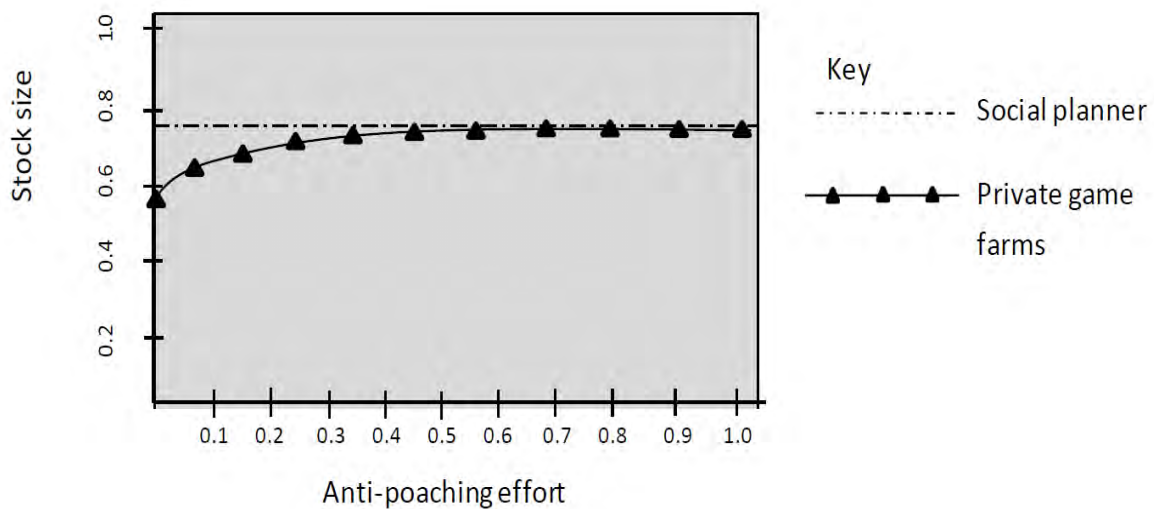 1.0
0.8
0.6
0.4
0.2
Stock size
0.1 0.2 0.3 0.4 0.5 0.6 0.7 0.8 0.9 1.0
Anti-poaching effort
Key
Social planner
Private game
farms